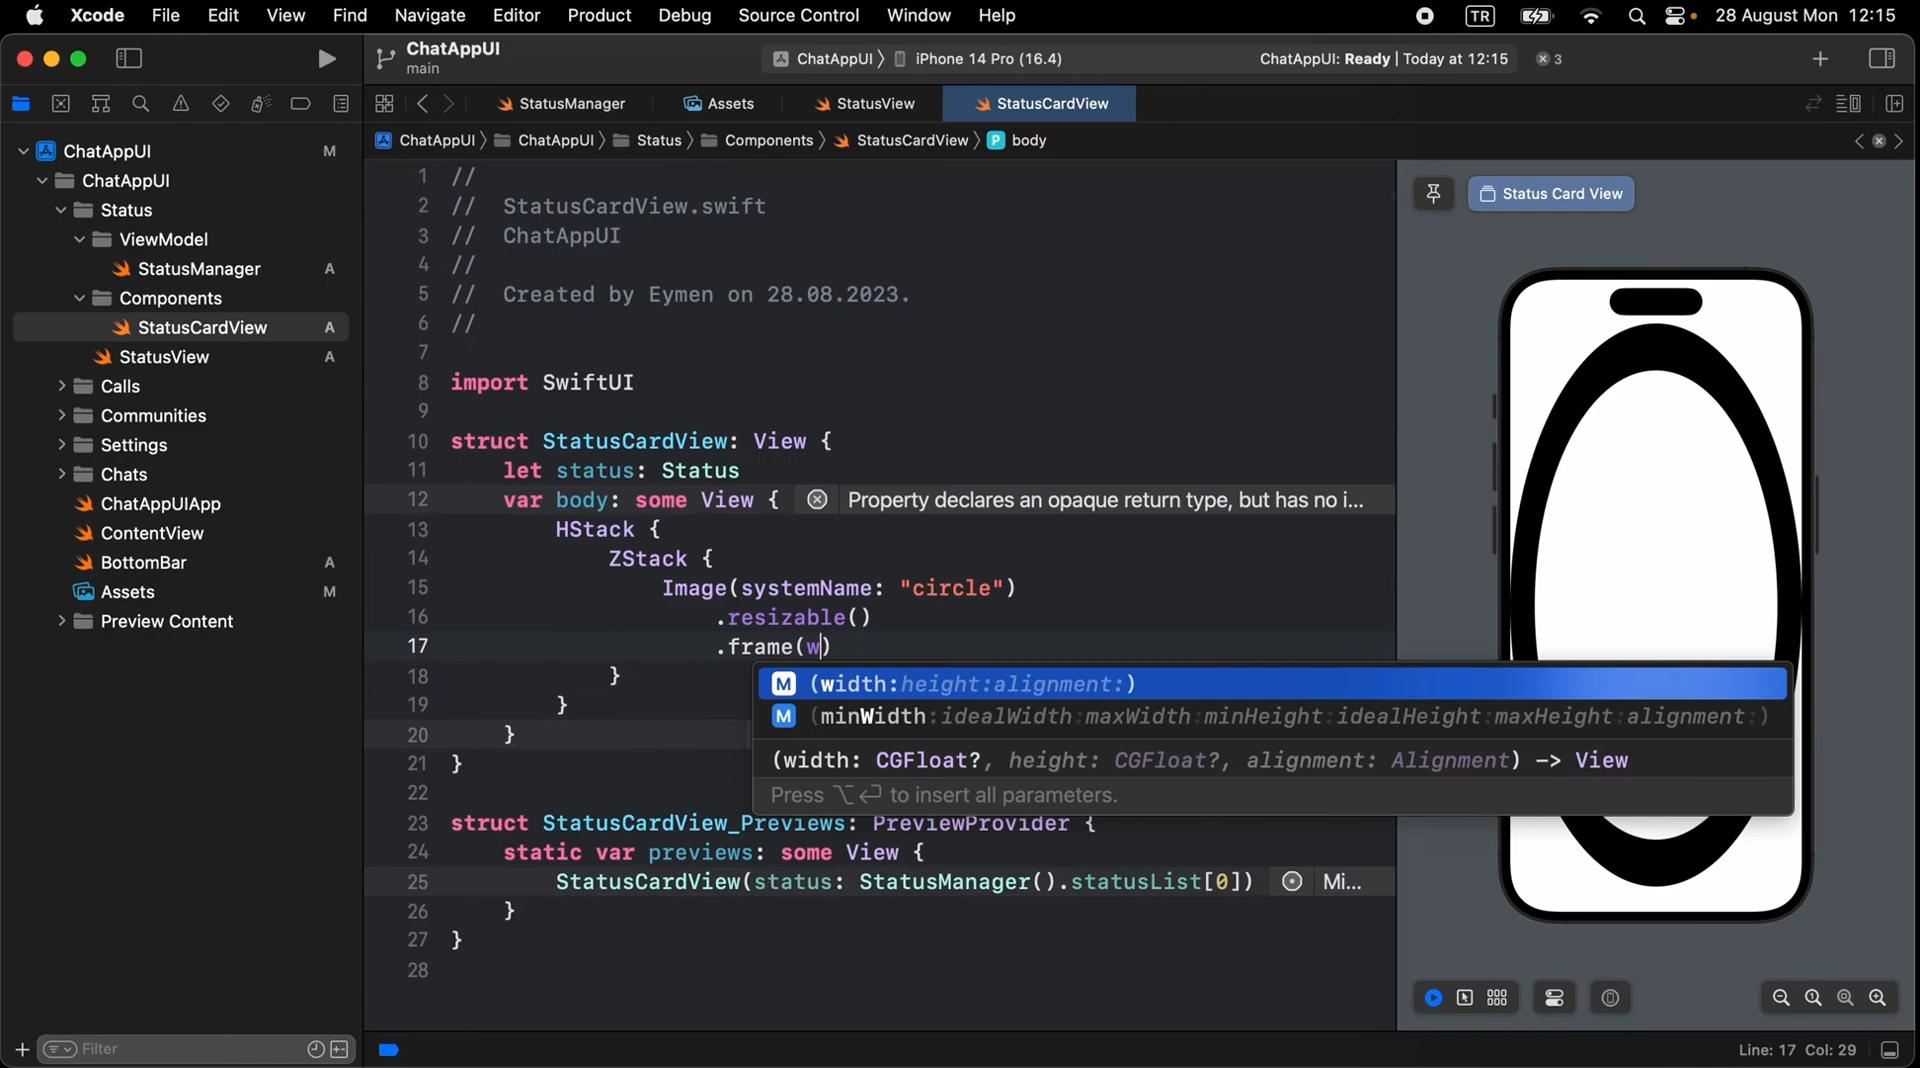 Xcode File Edit View Find Navigate Editor Product Debug Source Control Window Help TR 28 August Mon 12:15
ChatAppUI
main
ChatAppUI iPhone 14 Pro (16.4) ChatAppUI: Ready | Today at 12:15 3
StatusManager Assets StatusView StatusCardView
ChatAppUI ChatAppUI Status Components StatusCardView P body
ChatAppUI M
ChatAppUI
Status
ViewModel
StatusManager A
Components
StatusCardView A
StatusView A
Calls
Communities
Settings
Chats
ChatAppUIApp
ContentView
BottomBar A
Assets M
Preview Content
Filter
1 //
2 // StatusCardView.swift
3 // ChatAppUI
4 //
5 // Created by Eymen on 28.08.2023.
6 //
7
8 import SwiftUI
9
10 struct StatusCardView: View {
11 let status: Status
12 var body: some View { Property declares an opaque return type, but has no i...
13 HStack {
14 ZStack {
15 Image(systemName: "circle")
16 .resizable()
17 .frame(w)
18 }
19 }
20 }
21 }
22
23 struct StatusCardView_Previews: PreviewProvider {
24 static var previews: some View {
25 StatusCardView(status: StatusManager().statusList[0]) Mi...
26 }
27 }
28
M (width:height:alignment:)
M (minWidth:idealWidth:maxWidth:minHeight:idealHeight:maxHeight:alignment:)
(width: CGFloat?, height: CGFloat?, alignment: Alignment) -> View
Press ⌥⏎ to insert all parameters.
Status Card View
Line: 17 Col: 29